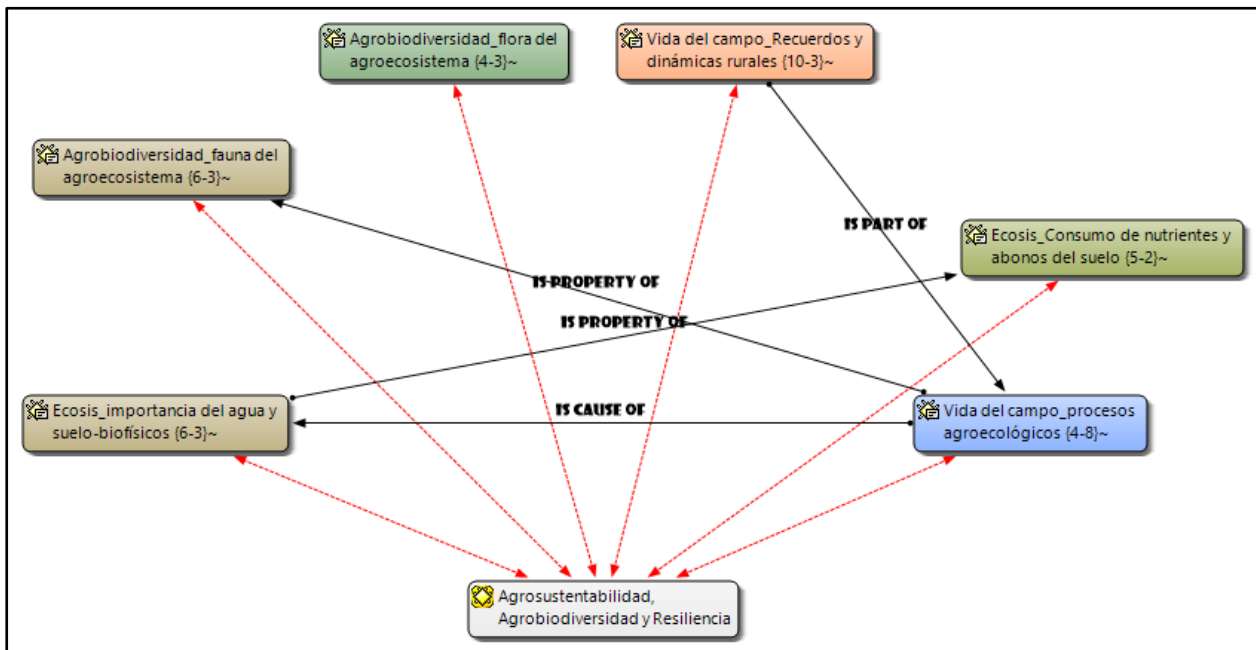 Agrobiodiversidad_flora del
agroecosistema {4-3}~
Vida del campo_Recuerdos y
dinámicas rurales {10-3}~
Agrobiodiversidad_fauna del
agroecosistema {6-3}~
IS PART OF
Ecosis_Consumo de nutrientes y
abonos del suelo {5-2}~
IS PROPERTY OF
IS PROPERTY OF
Ecosis_importancia del agua y
suelo-biofísicos {6-3}~
IS CAUSE OF
Vida del campo_procesos
agroecológicos {4-8}~
Agrosustentabilidad,
Agrobiodiversidad y Resiliencia